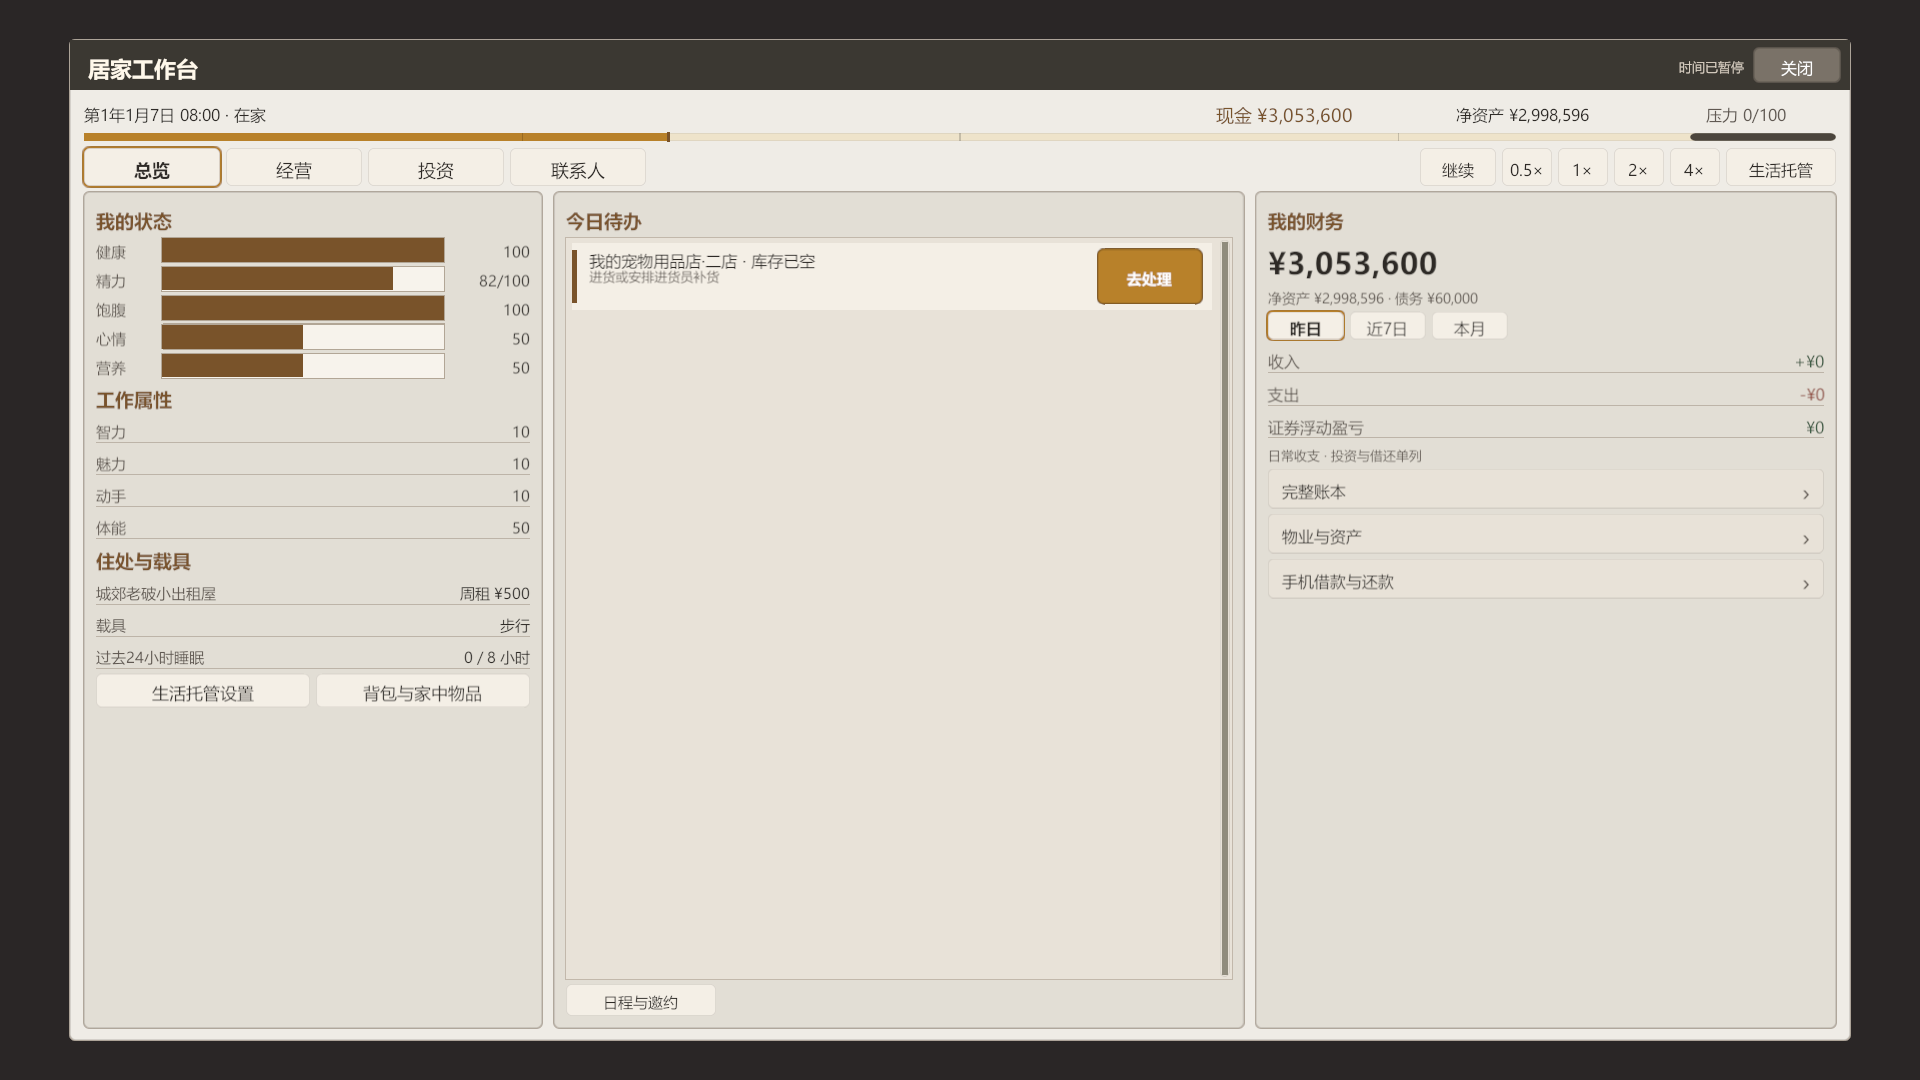 居家工作台
时间已暂停
关闭
第1年1月7日 08:00 · 在家
现金 ¥3,053,600
净资产 ¥2,998,596
压力 0/100
总览
经营
投资
联系人
继续
0.5×
1×
2×
4×
生活托管
我的状态
健康 100
精力 82/100
饱腹 100
心情 50
营养 50
工作属性
智力 10
魅力 10
动手 10
体能 50
住处与载具
城郊老破小出租屋 周租 ¥500
载具 步行
过去24小时睡眠 0 / 8 小时
生活托管设置
背包与家中物品
今日待办
我的宠物用品店·二店 · 库存已空
进货或安排进货员补货
去处理
日程与邀约
我的财务
¥3,053,600
净资产 ¥2,998,596 · 债务 ¥60,000
昨日
近7日
本月
收入 +¥0
支出 -¥0
证券浮动盈亏 ¥0
日常收支 · 投资与借还单列
完整账本 ›
物业与资产 ›
手机借款与还款 ›